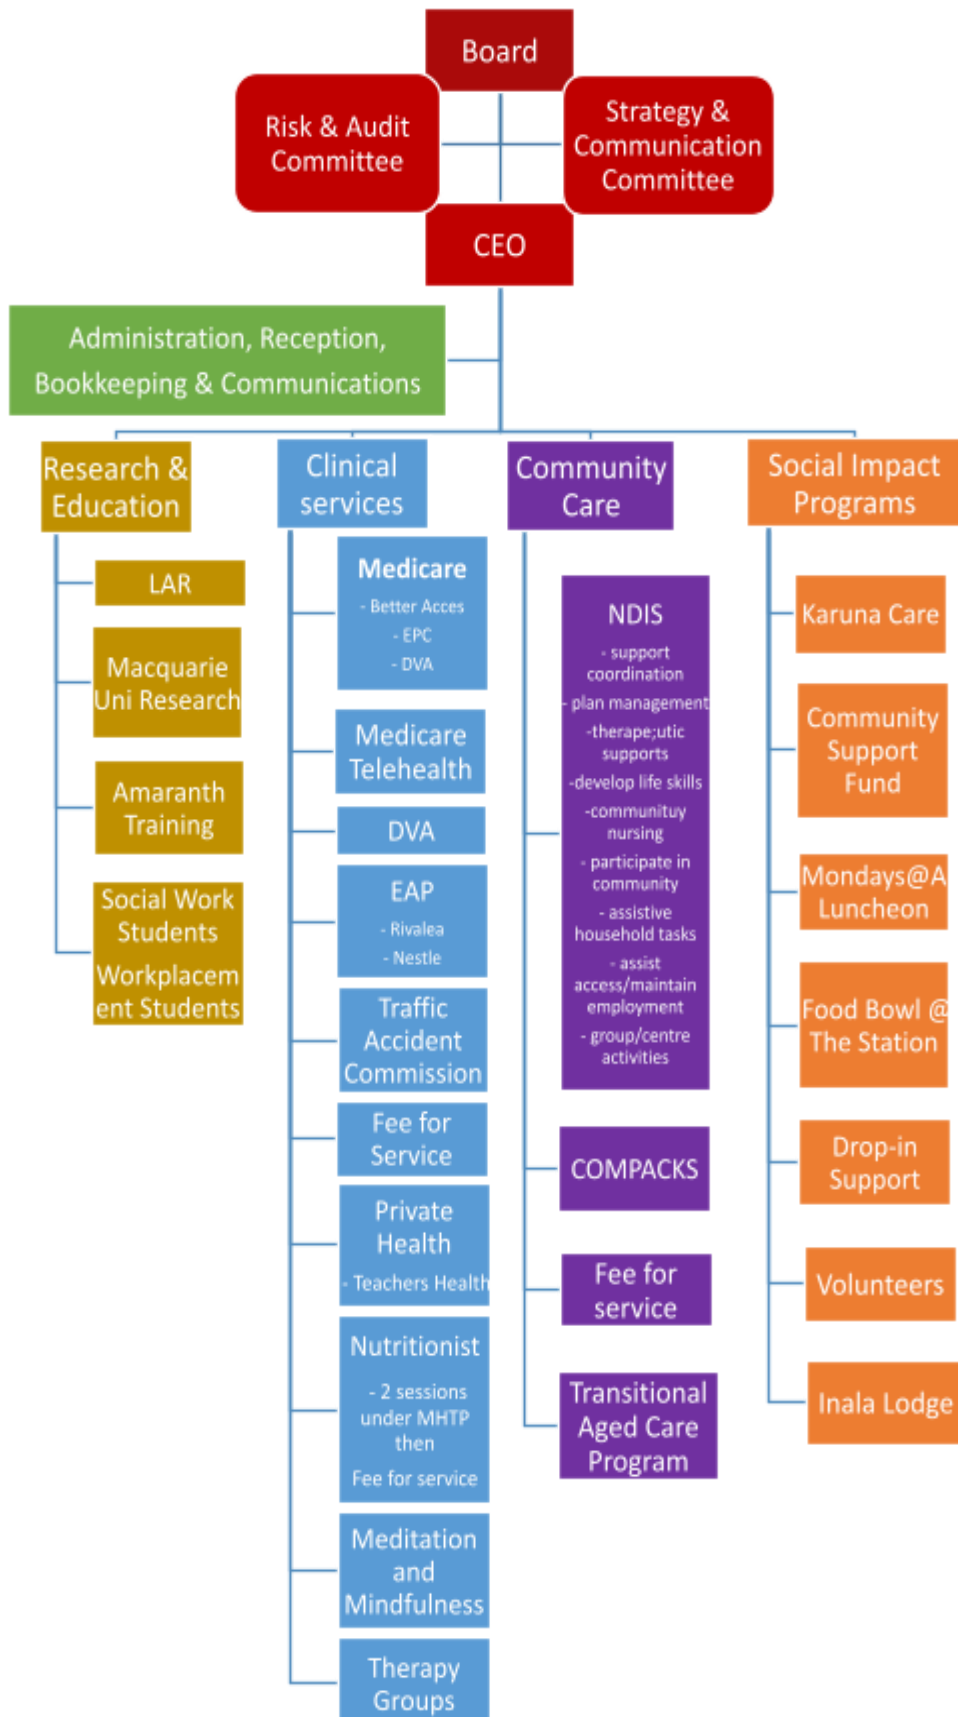 Board
Risk & Audit
Committee
Strategy &
Communication
Committee
CEO
Administration, Reception,
Bookkeeping & Communications
Research &
Education
LAR
Macquarie
Uni Research
Amaranth
Training
Social Work
Students
Workplacem
ent Students
Clinical
services
Medicare
- Better Acces
- EPC
- DVA
Medicare
Telehealth
DVA
EAP
- Rivalea
- Nestle
Traffic
Accident
Commission
Fee for
Service
Private
Health
- Teachers Health
Nutritionist
- 2 sessions
under MHTP
then
Fee for service
Meditation
and
Mindfulness
Therapy
Groups
Community
Care
NDIS
- support
coordination
- plan management
-therape;utic
supports
-develop life skills
-communituy
nursing
- participate in
community
- assistive
household tasks
- assist
access/maintain
employment
- group/centre
activities
COMPACKS
Fee for
service
Transitional
Aged Care
Program
Social Impact
Programs
Karuna Care
Community
Support
Fund
Mondays@A
Luncheon
Food Bowl @
The Station
Drop-in
Support
Volunteers
Inala Lodge